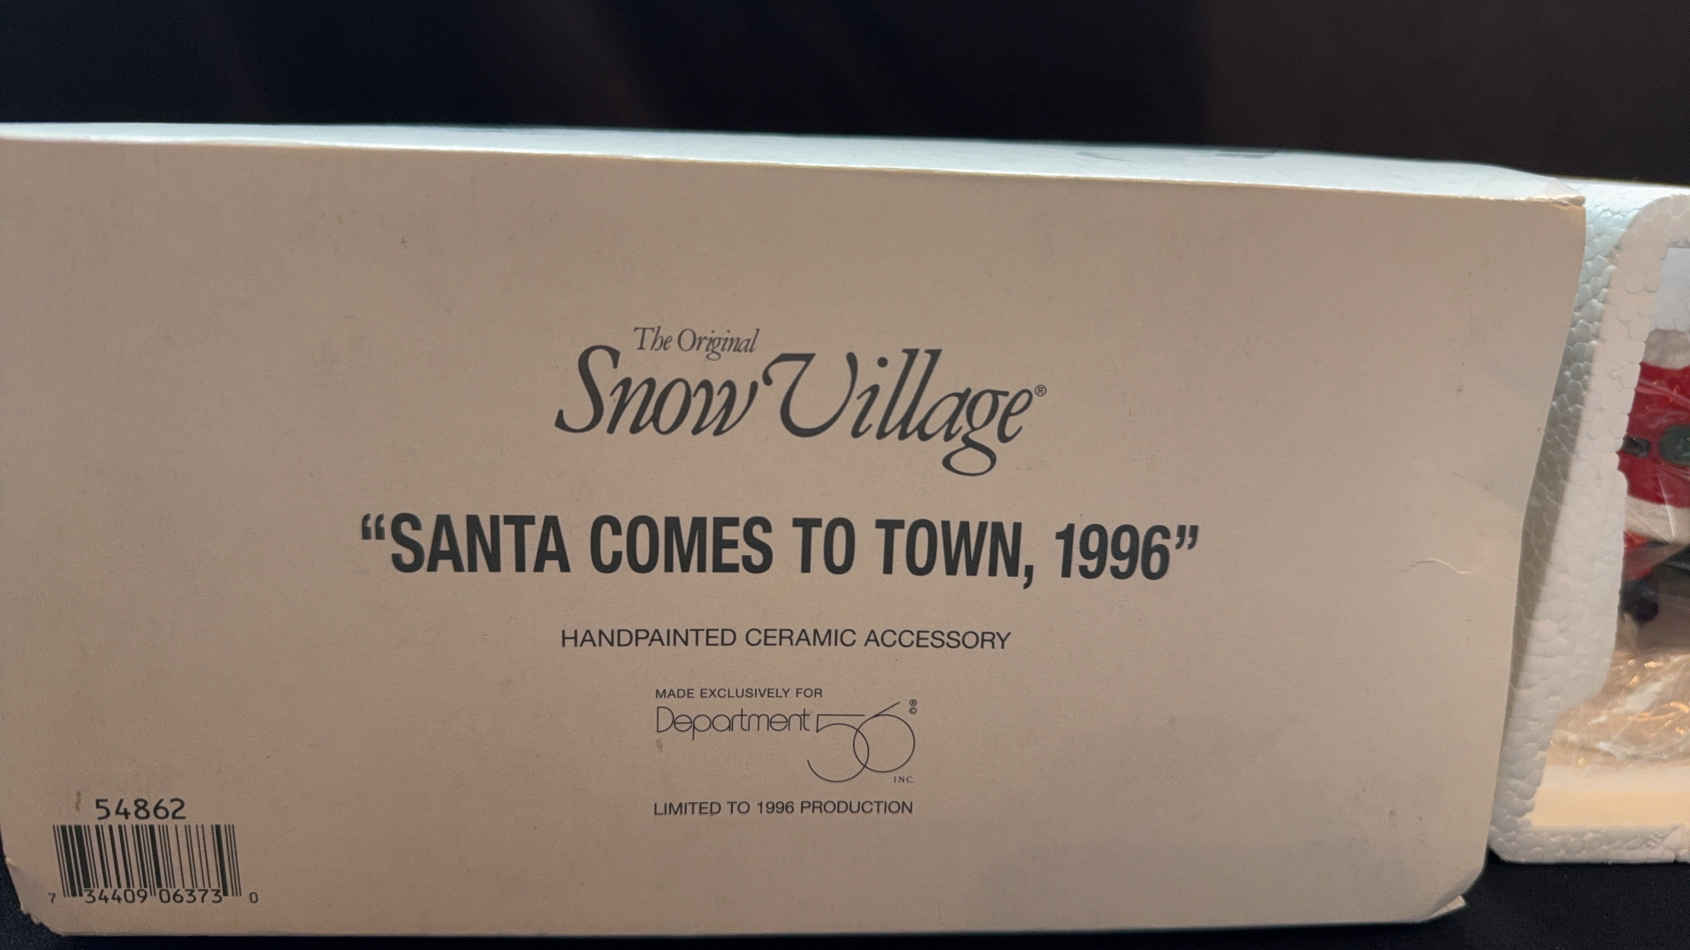 The Original
Snow Village®
“SANTA COMES TO TOWN, 1996”
HANDPAINTED CERAMIC ACCESSORY
MADE EXCLUSIVELY FOR
Department 56 ®©
INC.
LIMITED TO 1996 PRODUCTION
54862
7 34409 06373 0